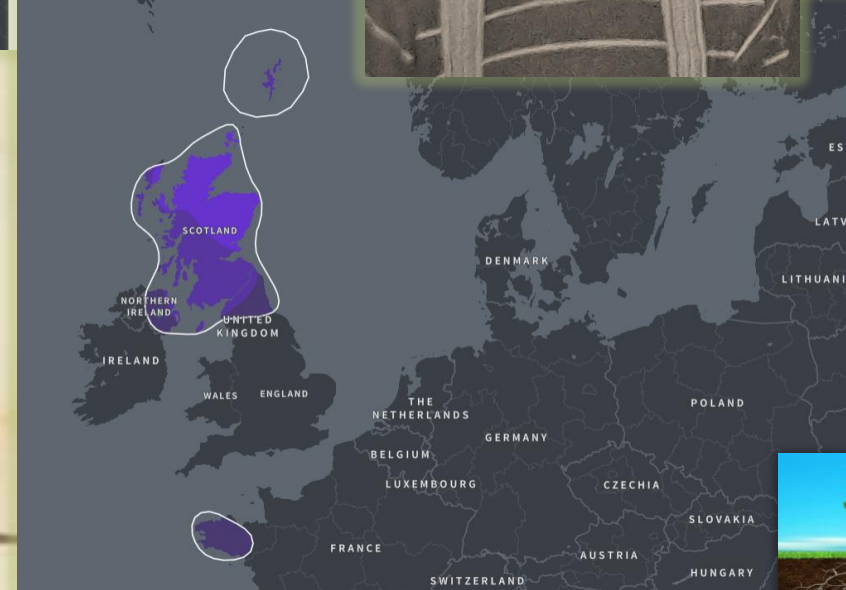 ES
LATV
SCOTLAND
DENMARK
LITHUANI
NORTHERN
IRELAND
UNITED
KINGDOM
IRELAND
WALES
ENGLAND
THE
NETHERLANDS
POLAND
GERMANY
BELGIUM
LUXEMBOURG
CZECHIA
SLOVAKIA
FRANCE
AUSTRIA
HUNGARY
SWITZERLAND